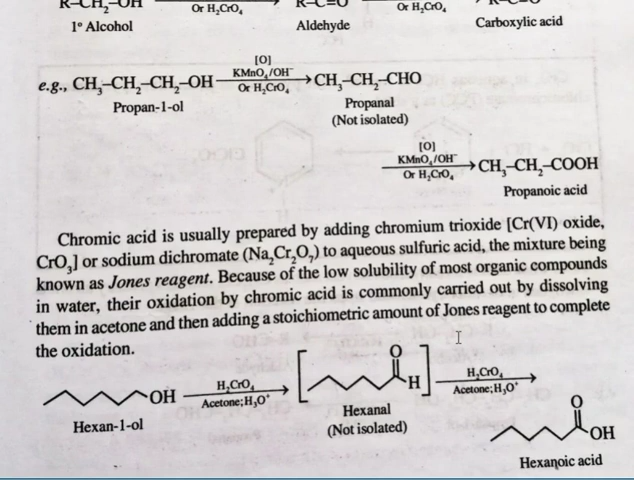 R–CH₂–OH Or H₂CrO₄ R–C=O Or H₂CrO₄
1° Alcohol Aldehyde Carboxylic acid
[O]
e.g., CH₃–CH₂–CH₂–OH KMnO₄/OH⁻ Or H₂CrO₄ CH₃–CH₂–CHO
Propan-1-ol Propanal
(Not isolated)
[O]
KMnO₄/OH⁻ Or H₂CrO₄ CH₃–CH₂–COOH
Propanoic acid
Chromic acid is usually prepared by adding chromium trioxide [Cr(VI) oxide,
CrO₃] or sodium dichromate (Na₂Cr₂O₇) to aqueous sulfuric acid, the mixture being
known as Jones reagent. Because of the low solubility of most organic compounds
in water, their oxidation by chromic acid is commonly carried out by dissolving
them in acetone and then adding a stoichiometric amount of Jones reagent to complete
the oxidation.
O
OH H₂CrO₄ Acetone;H₃O⁺ H H₂CrO₄ Acetone;H₃O⁺
Hexan-1-ol Hexanal
(Not isolated)
O
OH
Hexanoic acid